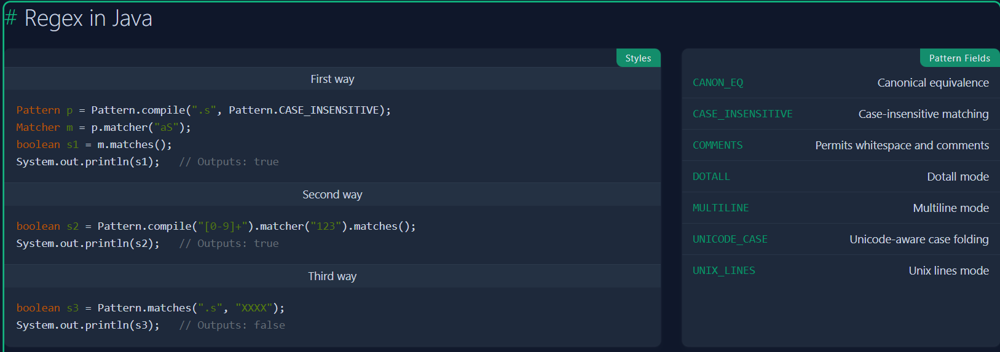 # Regex in Java
Styles
First way
Pattern p = Pattern.compile(".s", Pattern.CASE_INSENSITIVE);
Matcher m = p.matcher("aS");
boolean s1 = m.matches();
System.out.println(s1);   // Outputs: true
Second way
boolean s2 = Pattern.compile("[0-9]+").matcher("123").matches();
System.out.println(s2);   // Outputs: true
Third way
boolean s3 = Pattern.matches(".s", "XXXX");
System.out.println(s3);   // Outputs: false
Pattern Fields
CANON_EQ Canonical equivalence
CASE_INSENSITIVE Case-insensitive matching
COMMENTS Permits whitespace and comments
DOTALL Dotall mode
MULTILINE Multiline mode
UNICODE_CASE Unicode-aware case folding
UNIX_LINES Unix lines mode